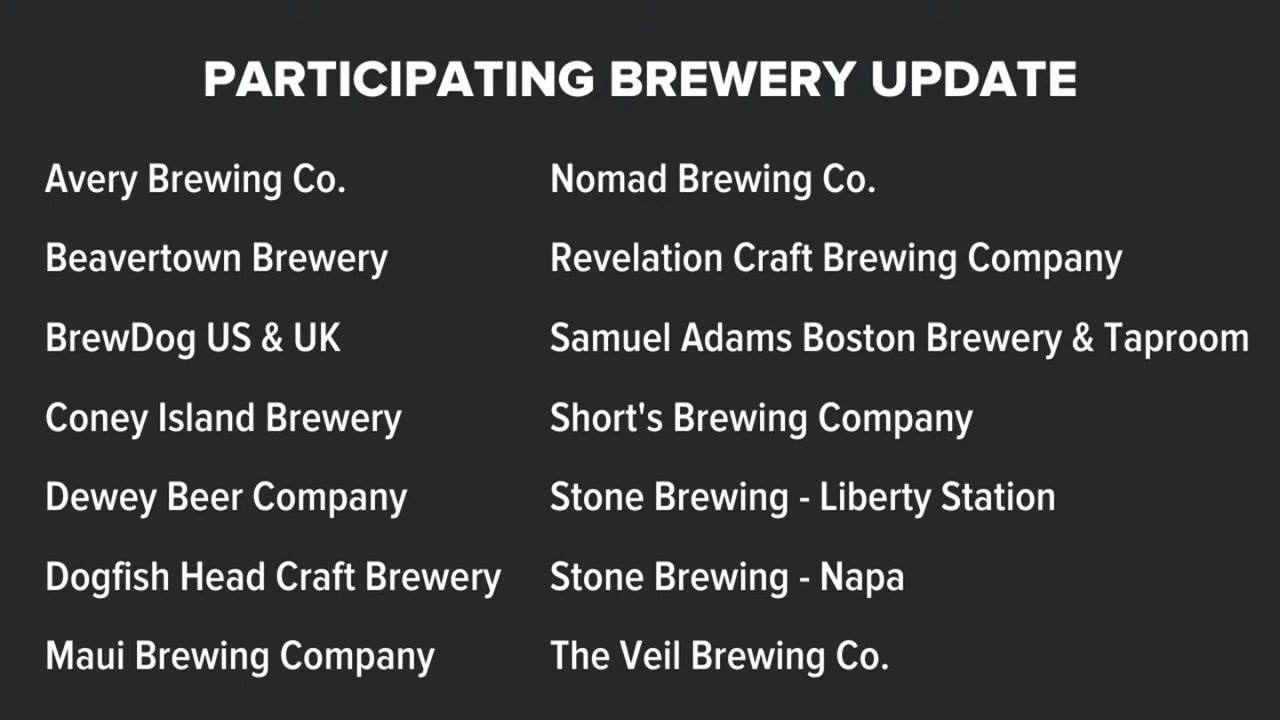 PARTICIPATING BREWERY UPDATE
Avery Brewing Co.
Beavertown Brewery
BrewDog US & UK
Coney Island Brewery
Dewey Beer Company
Dogfish Head Craft Brewery
Maui Brewing Company
Nomad Brewing Co.
Revelation Craft Brewing Company
Samuel Adams Boston Brewery & Taproom
Short's Brewing Company
Stone Brewing - Liberty Station
Stone Brewing - Napa
The Veil Brewing Co.